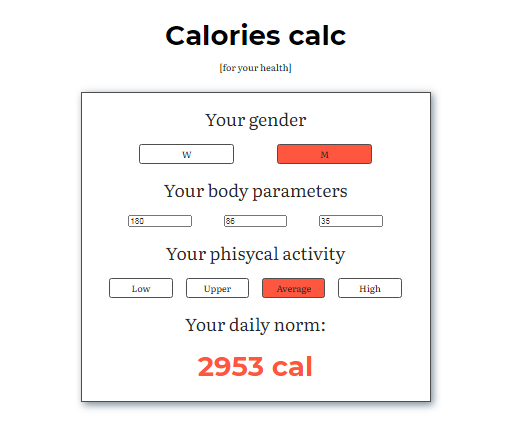 Calories calc
[for your health]
Your gender
W M
Your body parameters
180 86 35
Your phisycal activity
Low Upper Average High
Your daily norm:
2953 cal